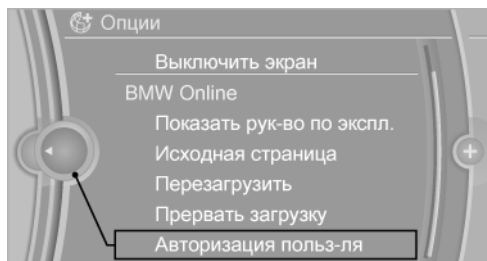 Опции
Выключить экран
BMW Online
Показать рук-во по экспл.
Исходная страница
Перезагрузить
Прервать загрузку
Авторизация польз-ля